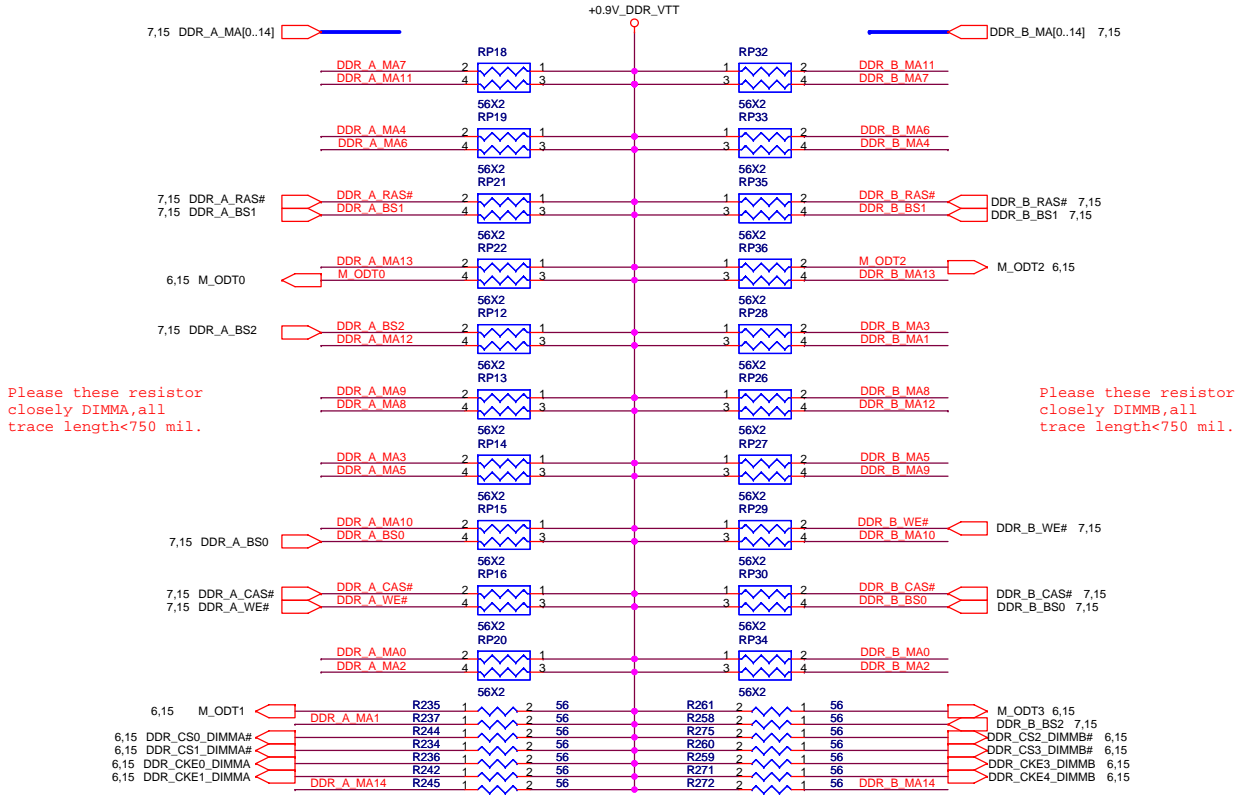 +0.9V_DDR_VTT
7,15 DDR_A_MA[0..14]
DDR_B_MA[0..14] 7,15
RP18 RP32
DDR_A_MA7 2 1 1 2 DDR_B_MA11
DDR_A_MA11 4 3 3 4 DDR_B_MA7
56X2 56X2
RP19 RP33
DDR_A_MA4 2 1 1 2 DDR_B_MA6
DDR_A_MA6 4 3 3 4 DDR_B_MA4
56X2 56X2
RP21 RP35
7,15 DDR_A_RAS# DDR_A_RAS# 2 1 1 2 DDR_B_RAS# DDR_B_RAS# 7,15
7,15 DDR_A_BS1 DDR_A_BS1 4 3 3 4 DDR_B_BS1 DDR_B_BS1 7,15
56X2 56X2
RP22 RP36
DDR_A_MA13 2 1 1 2 M_ODT2 M_ODT2 6,15
6,15 M_ODT0 M_ODT0 4 3 3 4 DDR_B_MA13
56X2 56X2
RP12 RP28
7,15 DDR_A_BS2 DDR_A_BS2 2 1 1 2 DDR_B_MA3
DDR_A_MA12 4 3 3 4 DDR_B_MA1
56X2 56X2
RP13 RP26
Please these resistor
closely DIMMA,all
trace length<750 mil.
DDR_A_MA9 2 1 1 2 DDR_B_MA8
DDR_A_MA8 4 3 3 4 DDR_B_MA12
Please these resistor
closely DIMMB,all
trace length<750 mil.
56X2 56X2
RP14 RP27
DDR_A_MA3 2 1 1 2 DDR_B_MA5
DDR_A_MA5 4 3 3 4 DDR_B_MA9
56X2 56X2
RP15 RP29
DDR_A_MA10 2 1 1 2 DDR_B_WE# DDR_B_WE# 7,15
7,15 DDR_A_BS0 DDR_A_BS0 4 3 3 4 DDR_B_MA10
56X2 56X2
RP16 RP30
7,15 DDR_A_CAS# DDR_A_CAS# 2 1 1 2 DDR_B_CAS# DDR_B_CAS# 7,15
7,15 DDR_A_WE# DDR_A_WE# 4 3 3 4 DDR_B_BS0 DDR_B_BS0 7,15
56X2 56X2
RP20 RP34
DDR_A_MA0 2 1 1 2 DDR_B_MA0
DDR_A_MA2 4 3 3 4 DDR_B_MA2
56X2 56X2
6,15 M_ODT1 R235 1 2 56 R261 2 1 56 M_ODT3 6,15
DDR_A_MA1 R237 1 2 56 R258 2 1 56 DDR_B_BS2 7,15
6,15 DDR_CS0_DIMMA# R244 1 2 56 R275 2 1 56 DDR_CS2_DIMMB# 6,15
6,15 DDR_CS1_DIMMA# R234 1 2 56 R260 2 1 56 DDR_CS3_DIMMB# 6,15
6,15 DDR_CKE0_DIMMA R236 1 2 56 R259 2 1 56 DDR_CKE3_DIMMB 6,15
6,15 DDR_CKE1_DIMMA R242 1 2 56 R271 2 1 56 DDR_CKE4_DIMMB 6,15
DDR_A_MA14 R245 1 2 56 R272 2 1 56 DDR_B_MA14